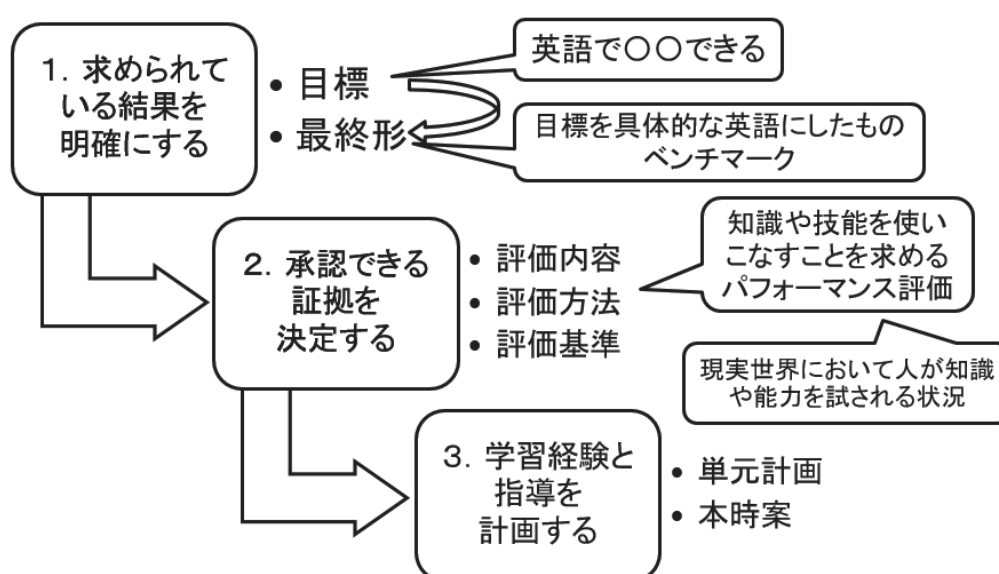 1．求められて
いる結果を
明確にする
• 目標
• 最終形
英語で○○できる
目標を具体的な英語にしたもの
ベンチマーク
2．承認できる
証拠を
決定する
• 評価内容
• 評価方法
• 評価基準
知識や技能を使い
こなすことを求める
パフォーマンス評価
現実世界において人が知識
や能力を試される状況
3．学習経験と
指導を
計画する
• 単元計画
• 本時案